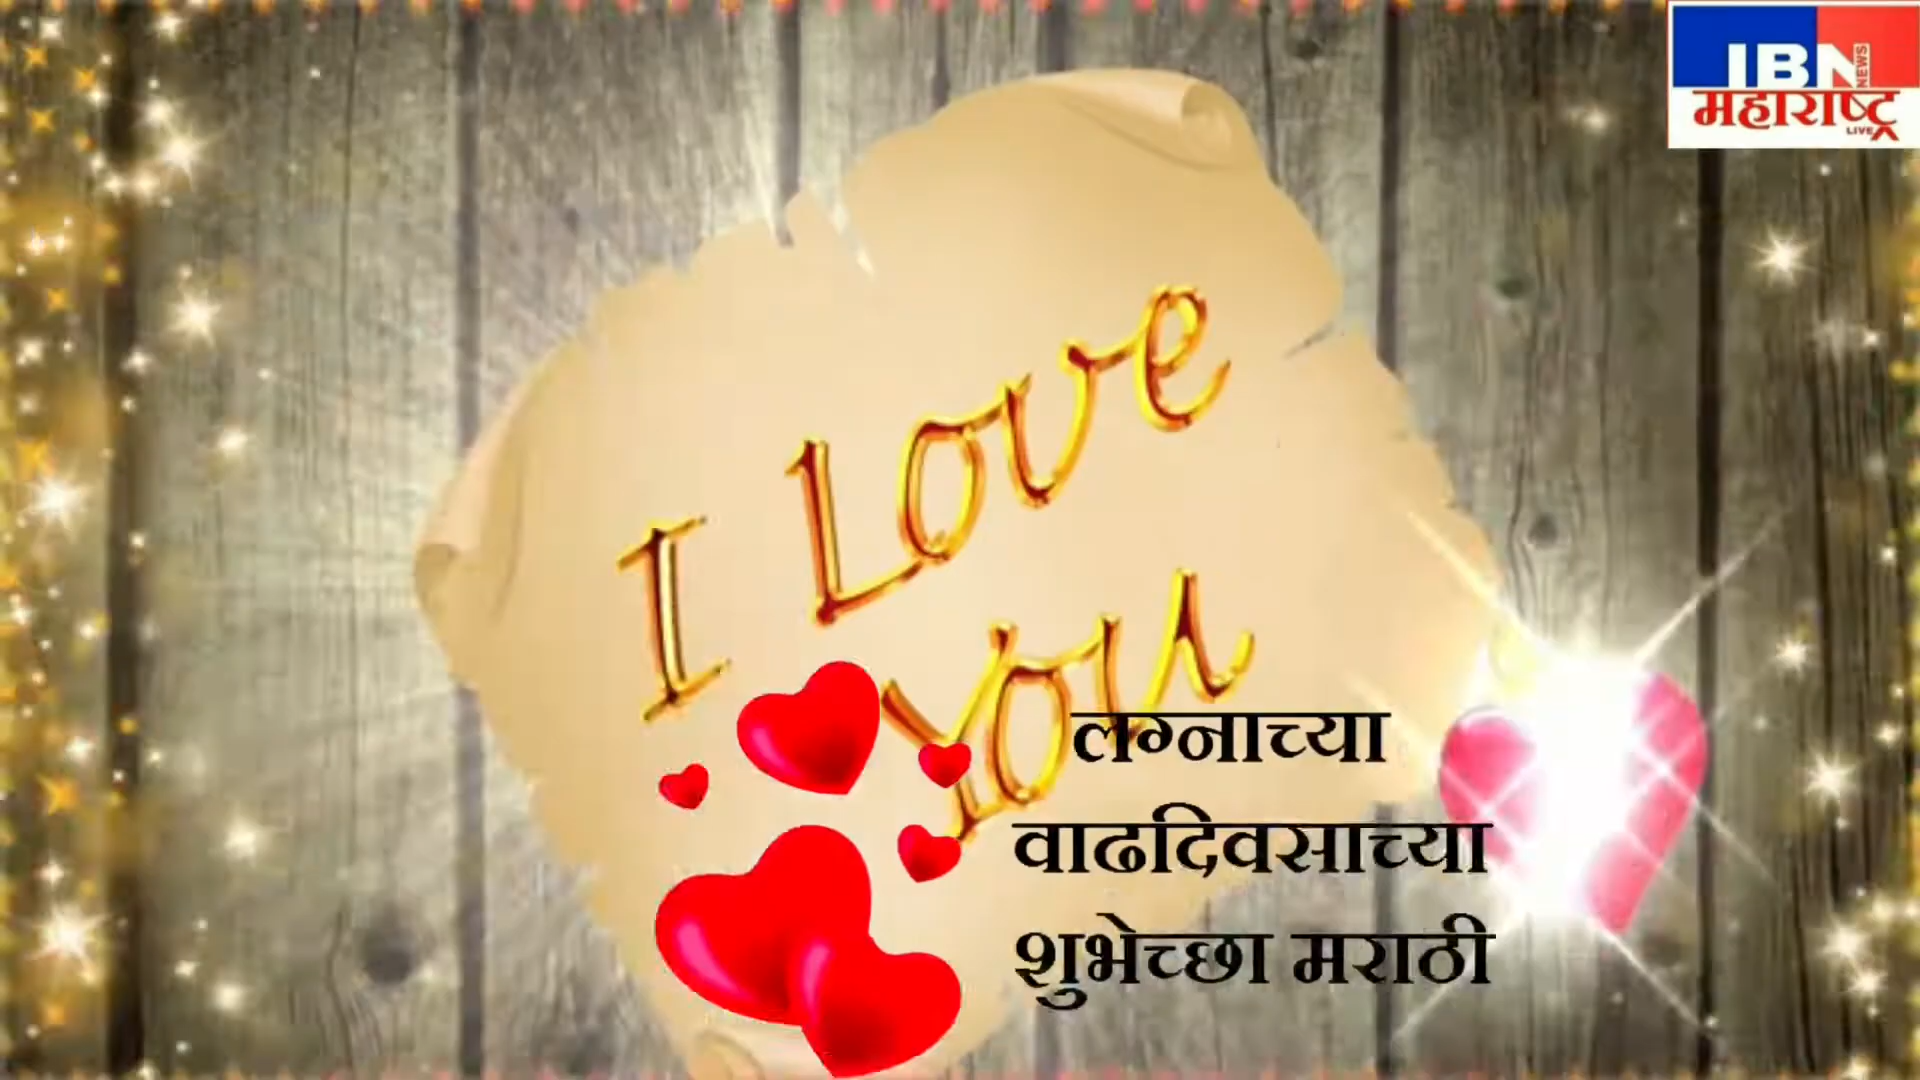 IBN
NEWS
महाराष्ट्र
LIVE
I Love
You
लग्नाच्या
वाढदिवसाच्या
शुभेच्छा मराठी